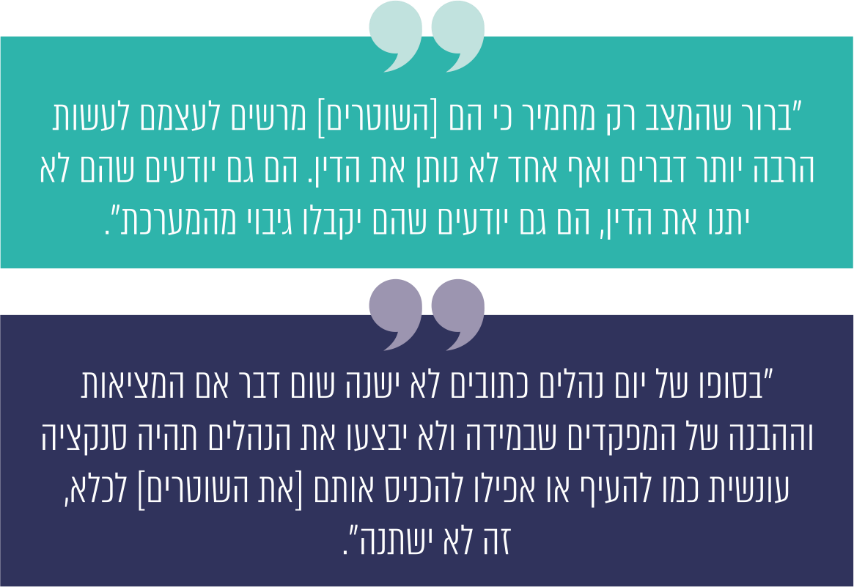 "ברור שהמצב רק מחמיר כי הם [השוטרים] מרשים לעצמם לעשות
הרבה יותר דברים ואף אחד לא נותן את הדין. הם גם יודעים שהם לא
יתנו את הדין, הם גם יודעים שהם יקבלו גיבוי מהמערכת".
"בסופו של יום נהלים כתובים לא ישנה שום דבר אם המציאות
וההבנה של המפקדים שבמידה ולא יבצעו את הנהלים תהיה סנקציה
עונשית כמו להעיף או אפילו להכניס אותם [את השוטרים] לכלא,
זה לא ישתנה".